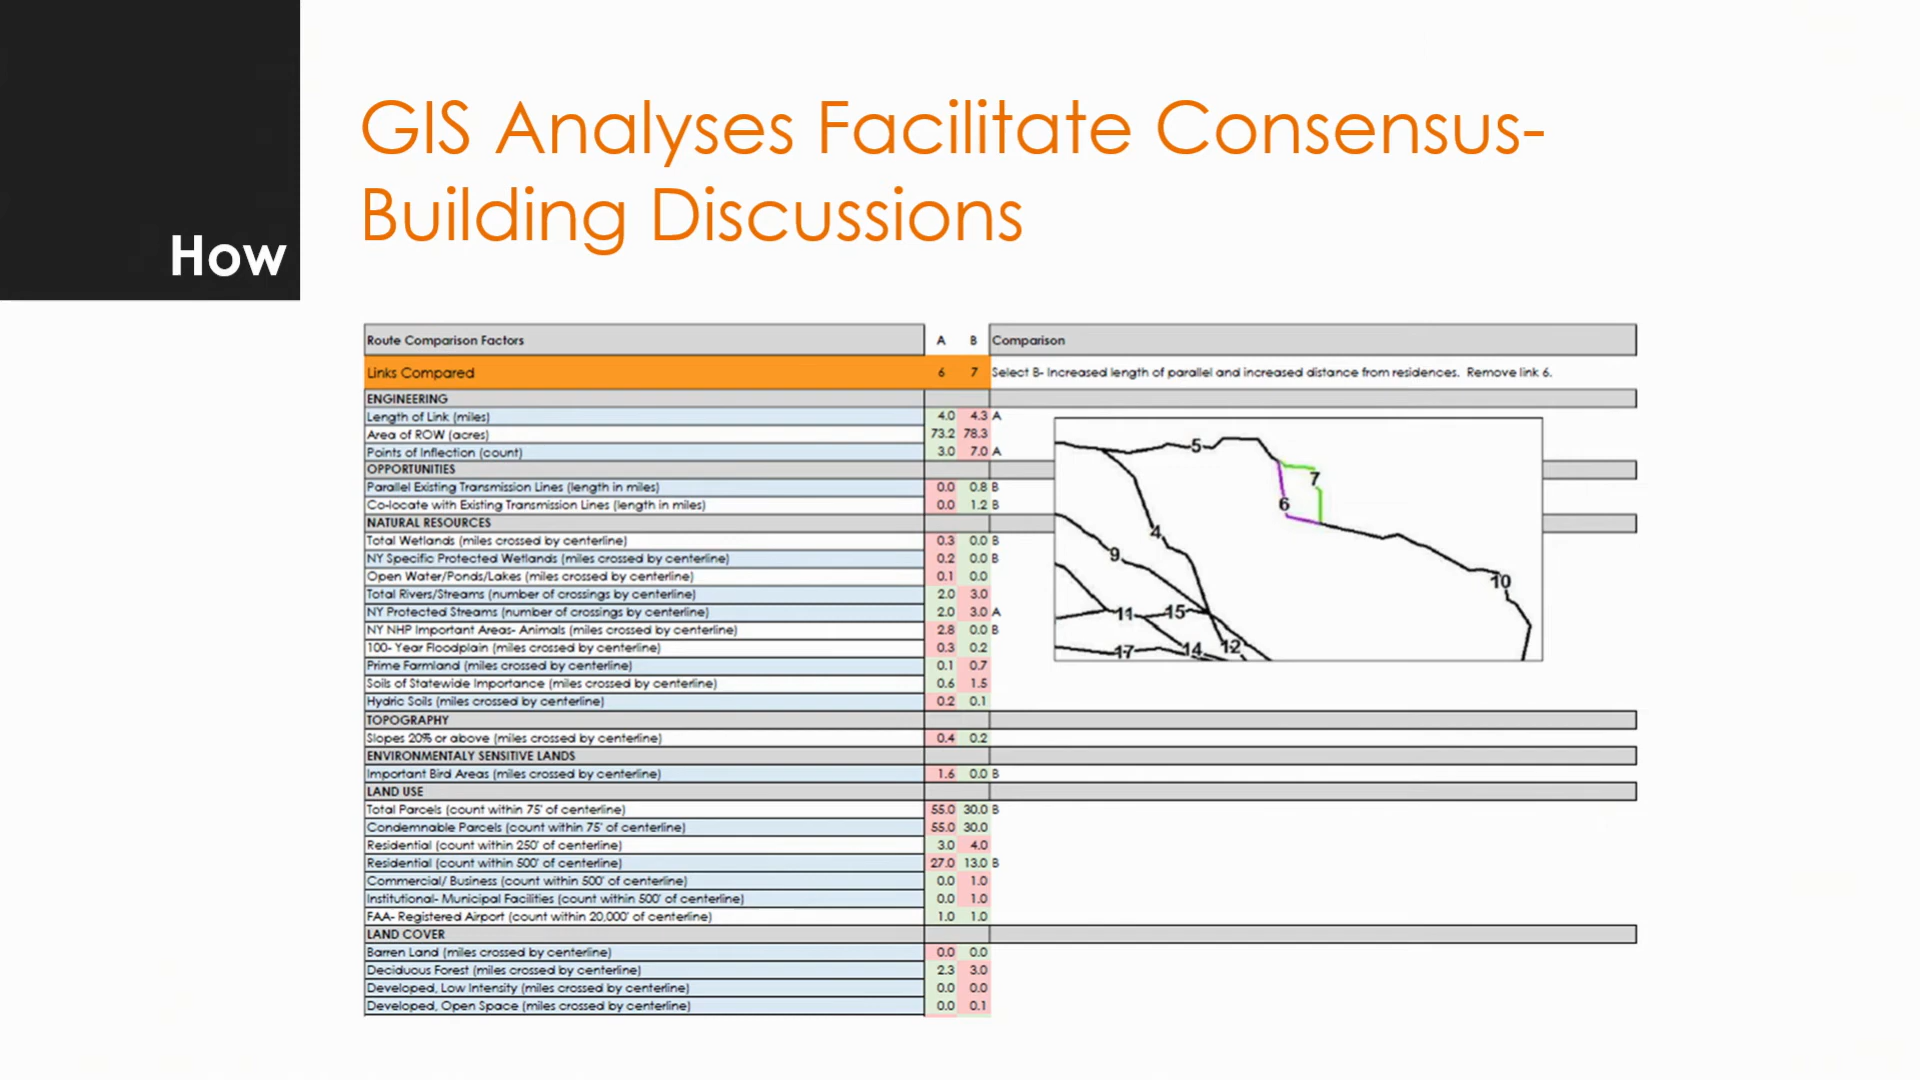 How
GIS Analyses Facilitate Consensus-
Building Discussions
Route Comparison Factors A B Comparison
Links Compared 6 7 Select B- Increased length of parallel and increased distance from residences. Remove link 6.
ENGINEERING
Length of Link (miles) 4.0 4.3 A
Area of ROW (acres) 73.2 78.3
Points of Inflection (count) 3.0 7.0 A
OPPORTUNITIES
Parallel Existing Transmission Lines (length in miles) 0.0 0.8 B
Co-locate with Existing Transmission Lines (length in miles) 0.0 1.2 B
NATURAL RESOURCES
Total Wetlands (miles crossed by centerline) 0.3 0.0 B
NY Specific Protected Wetlands (miles crossed by centerline) 0.2 0.0 B
Open Water/Ponds/Lakes (miles crossed by centerline) 0.1 0.0
Total Rivers/Streams (number of crossings by centerline) 2.0 3.0
NY Protected Streams (number of crossings by centerline) 2.0 3.0 A
NY NHP Important Areas- Animals (miles crossed by centerline) 2.8 0.0 B
100- Year Floodplain (miles crossed by centerline) 0.3 0.2
Prime Farmland (miles crossed by centerline) 0.1 0.7
Soils of Statewide Importance (miles crossed by centerline) 0.6 1.5
Hydric Soils (miles crossed by centerline) 0.2 0.1
TOPOGRAPHY
Slopes 20% or above (miles crossed by centerline) 0.4 0.2
ENVIRONMENTALY SENSITIVE LANDS
Important Bird Areas (miles crossed by centerline) 1.6 0.0 B
LAND USE
Total Parcels (count within 75' of centerline) 55.0 30.0 B
Condemnable Parcels (count within 75' of centerline) 55.0 30.0
Residential (count within 250' of centerline) 3.0 4.0
Residential (count within 500' of centerline) 27.0 13.0 B
Commercial/ Business (count within 500' of centerline) 0.0 1.0
Institutional- Municipal Facilities (count within 500' of centerline) 0.0 1.0
FAA- Registered Airport (count within 20,000' of centerline) 1.0 1.0
LAND COVER
Barren Land (miles crossed by centerline) 0.0 0.0
Deciduous Forest (miles crossed by centerline) 2.3 3.0
Developed, Low Intensity (miles crossed by centerline) 0.0 0.0
Developed, Open Space (miles crossed by centerline) 0.0 0.1
5
7
6
4
9
10
11 15
17 14 12